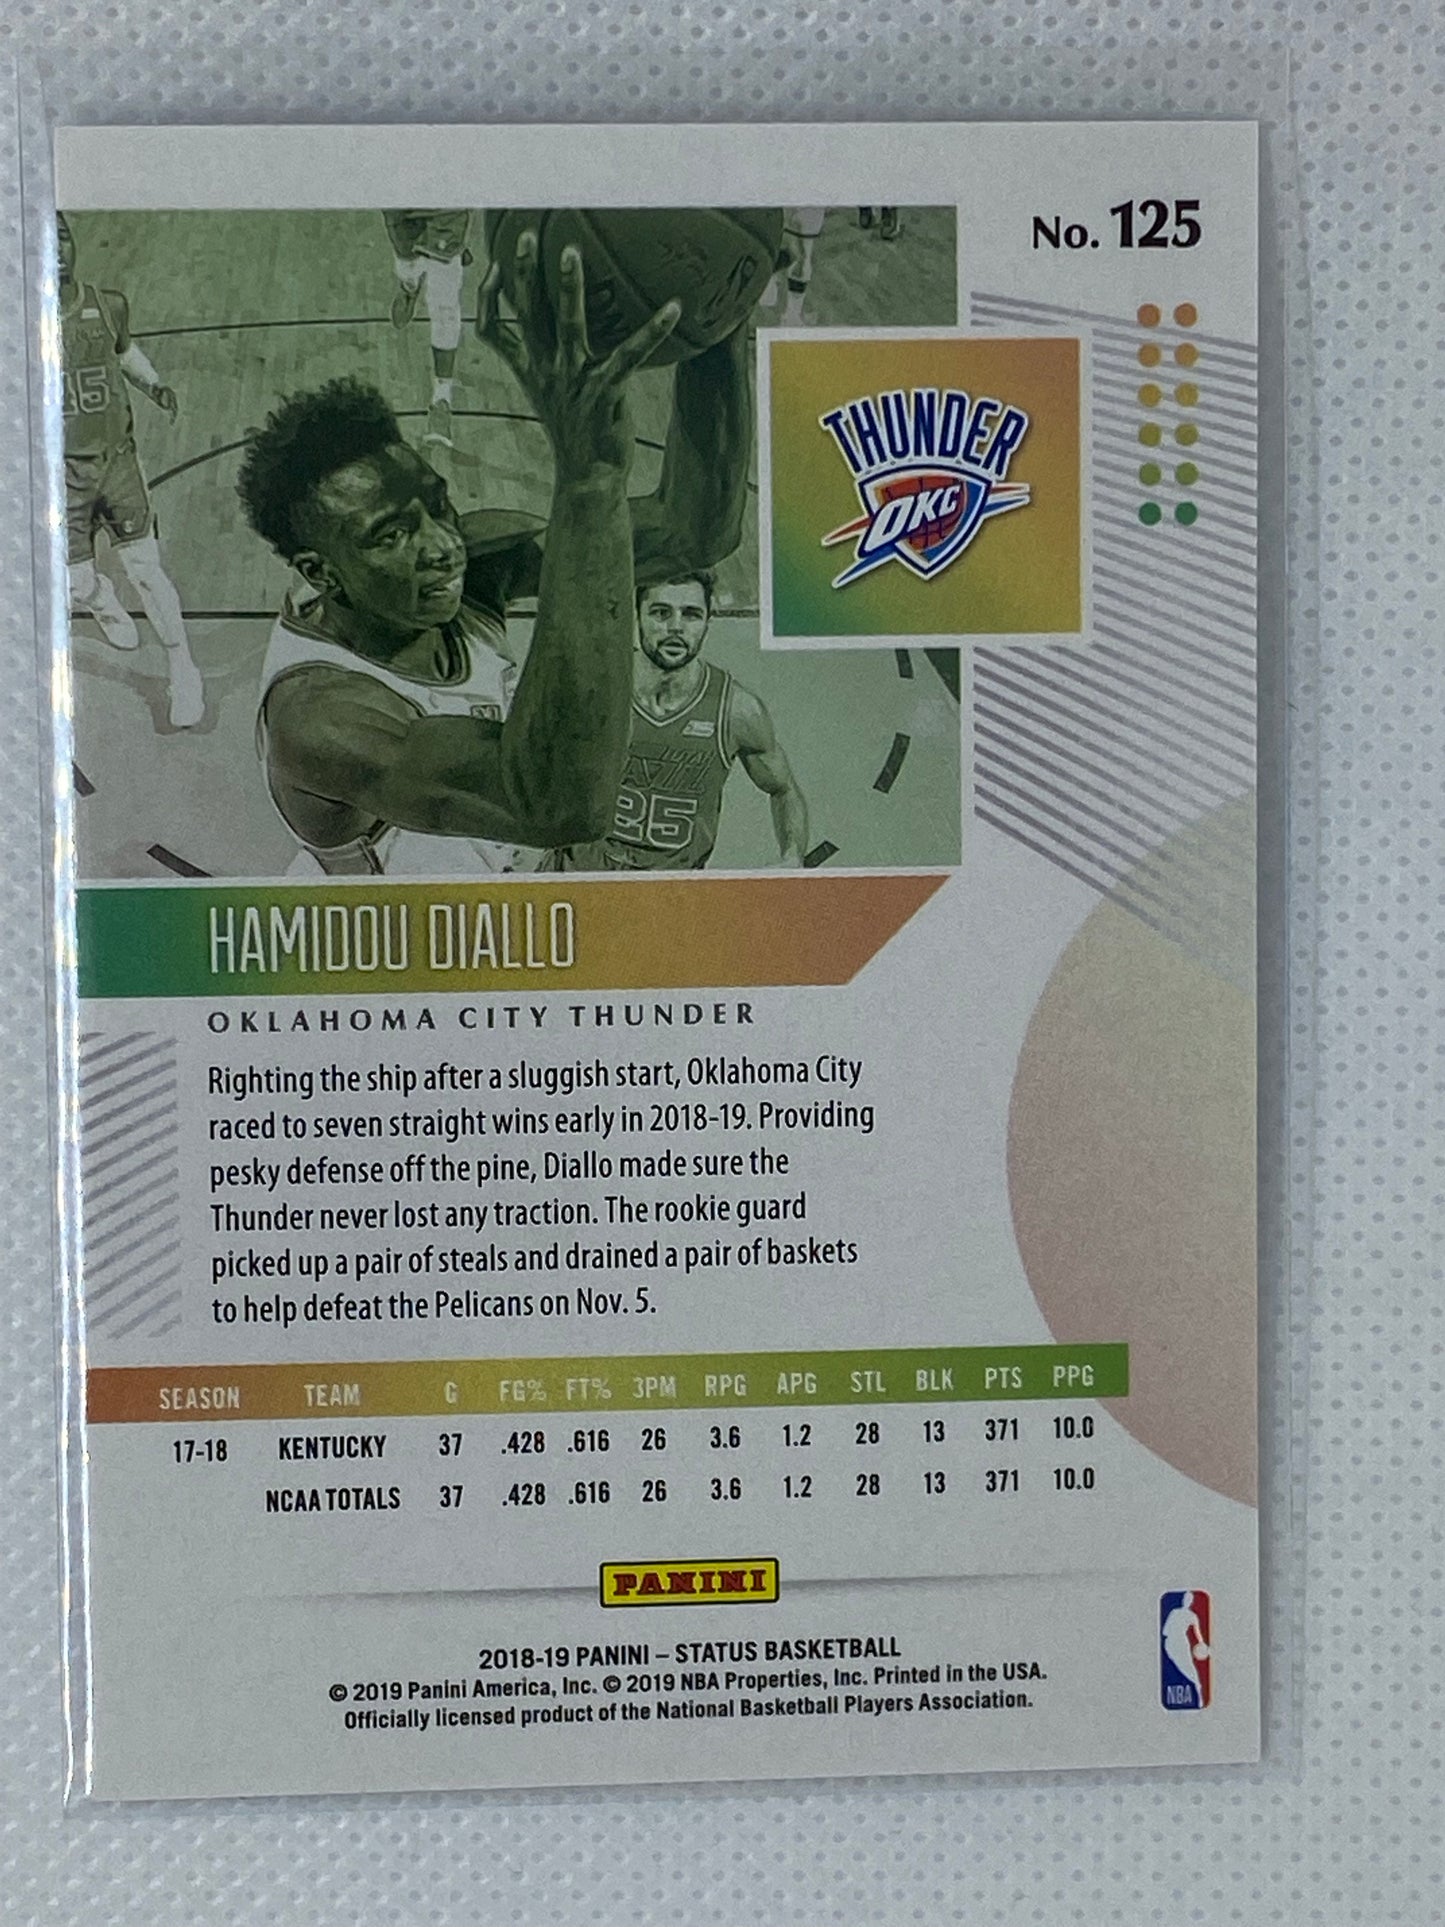 No. 125
THUNDER
OKC
15
25
HAMIDOU DIALLO
OKLAHOMA CITY THUNDER
Righting the ship after a sluggish start, Oklahoma City
raced to seven straight wins early in 2018-19. Providing
pesky defense off the pine, Diallo made sure the
Thunder never lost any traction. The rookie guard
picked up a pair of steals and drained a pair of baskets
to help defeat the Pelicans on Nov. 5.
SEASON TEAM G FG% FT% 3PM RPG APG STL BLK PTS PPG
17-18 KENTUCKY 37 .428 .616 26 3.6 1.2 28 13 371 10.0
NCAA TOTALS 37 .428 .616 26 3.6 1.2 28 13 371 10.0
PANINI
2018-19 PANINI – STATUS BASKETBALL
© 2019 Panini America, Inc. © 2019 NBA Properties, Inc. Printed in the USA.
Officially licensed product of the National Basketball Players Association.
NBA